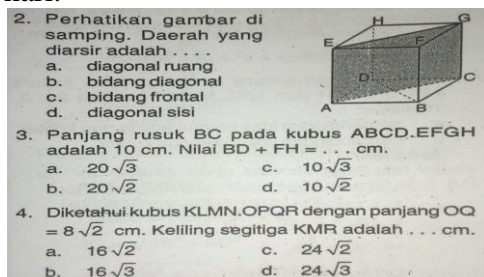 2. Perhatikan gambar di
samping. Daerah yang
diarsir adalah . . . .
a. diagonal ruang
b. bidang diagonal
c. bidang frontal
d. diagonal sisi
H G
E F
D C
A B
3. Panjang rusuk BC pada kubus ABCD.EFGH
adalah 10 cm. Nilai BD + FH = . . . cm.
a. 20 √3 c. 10 √3
b. 20 √2 d. 10 √2
4. Diketahui kubus KLMN.OPQR dengan panjang OQ
= 8 √2 cm. Keliling segitiga KMR adalah . . . cm.
a. 16 √2 c. 24 √2
b. 16 √3 d. 24 √3